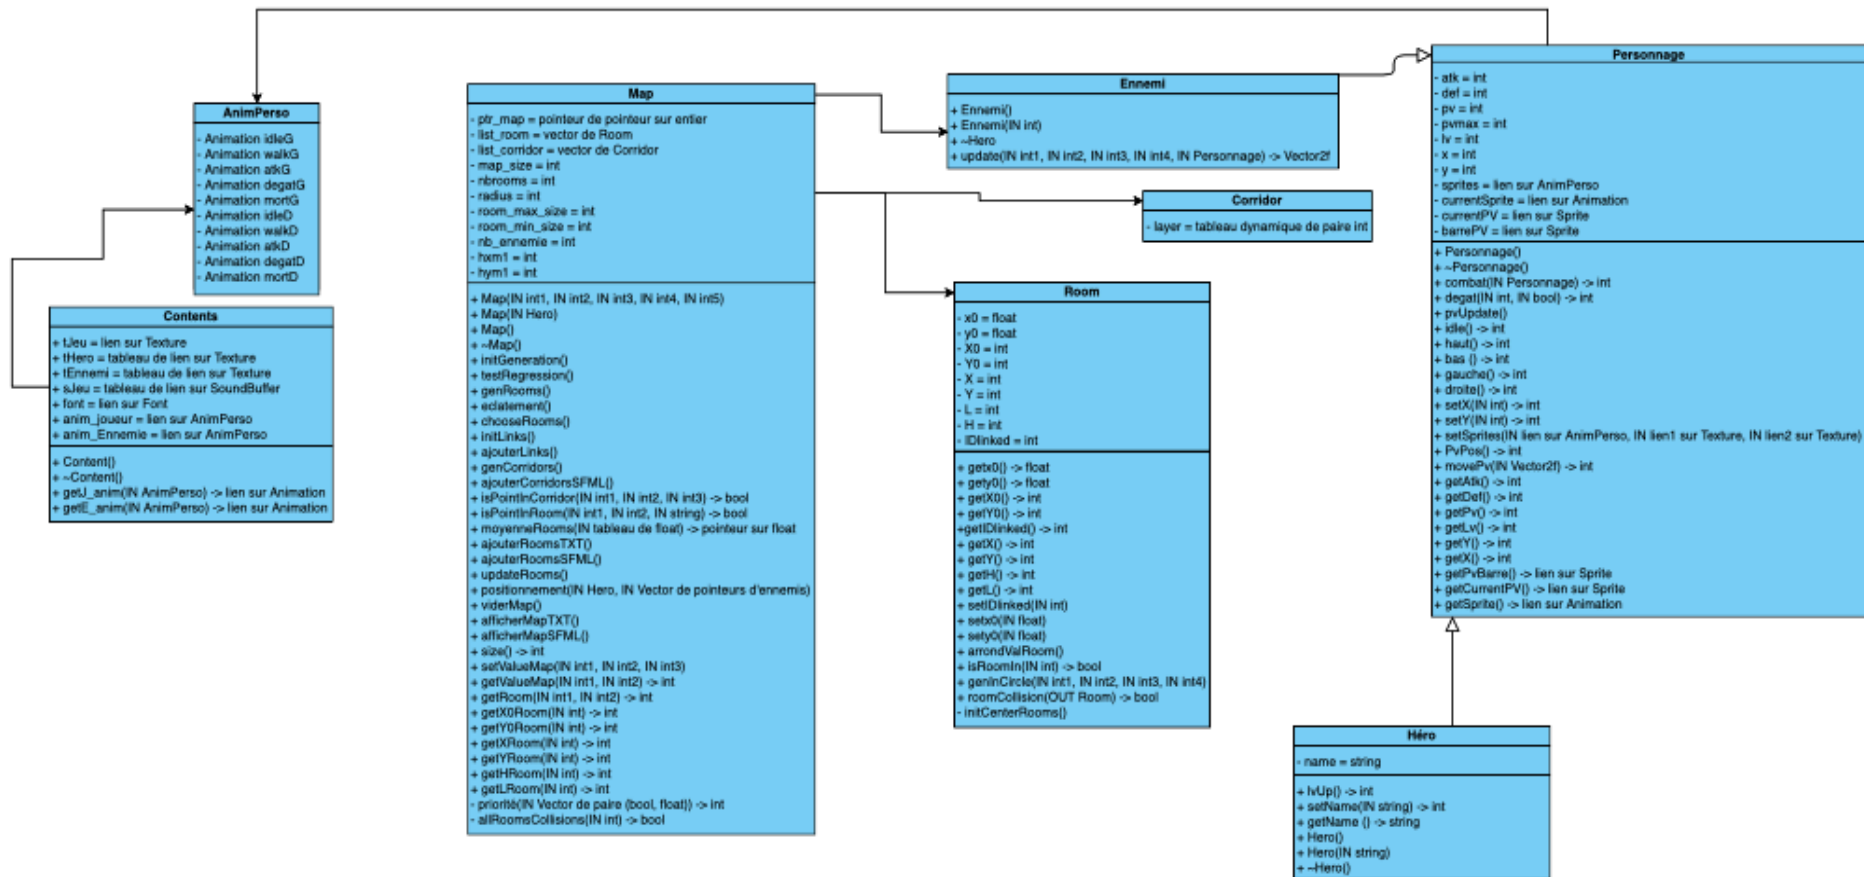 AnimPerso
- Animation idleG
- Animation walkG
- Animation atkG
- Animation degatG
- Animation mortG
- Animation idleD
- Animation walkD
- Animation atkD
- Animation degatD
- Animation mortD
Contents
+ tJeu = lien sur Texture
+ tHero = tableau de lien sur Texture
+ tEnnemi = tableau de lien sur Texture
+ sJeu = tableau de lien sur SoundBuffer
+ font = lien sur Font
+ anim_joueur = lien sur AnimPerso
+ anim_Ennemie = lien sur AnimPerso
+ Content()
+ ~Content()
+ getJ_anim(IN AnimPerso) -> lien sur Animation
+ getE_anim(IN AnimPerso) -> lien sur Animation
Map
- ptr_map = pointeur de pointeur sur entier
- list_room = vector de Room
- list_corridor = vector de Corridor
- map_size = int
- nbrooms = int
- radius = int
- room_max_size = int
- room_min_size = int
- nb_ennemie = int
- hxm1 = int
- hym1 = int
+ Map(IN int1, IN int2, IN int3, IN int4, IN int5)
+ Map(IN Hero)
+ Map()
+ ~Map()
+ initGeneration()
+ testRegression()
+ genRooms()
+ eclatement()
+ chooseRooms()
+ initLinks()
+ ajouterLinks()
+ genCorridors()
+ ajouterCorridorsSFML()
+ isPointInCorridor(IN int1, IN int2, IN int3) -> bool
+ isPointInRoom(IN int1, IN int2, IN string) -> bool
+ moyenneRooms(IN tableau de float) -> pointeur sur float
+ ajouterRoomsTXT()
+ ajouterRoomsSFML()
+ updateRooms()
+ positionnement(IN Hero, IN Vector de pointeurs d'ennemis)
+ viderMap()
+ afficherMapTXT()
+ afficherMapSFML()
+ size() -> int
+ setValueMap(IN int1, IN int2, IN int3)
+ getValueMap(IN int1, IN int2) -> int
+ getRoom(IN int1, IN int2) -> int
+ getX0Room(IN int) -> int
+ getY0Room(IN int) -> int
+ getXRoom(IN int) -> int
+ getYRoom(IN int) -> int
+ getHRoom(IN int) -> int
+ getLRoom(IN int) -> int
- priorité(IN Vector de paire (bool, float)) -> int
- allRoomsCollisions(IN int) -> bool
Ennemi
+ Ennemi()
+ Ennemi(IN int)
+ ~Hero
+ update(IN int1, IN int2, IN int3, IN int4, IN Personnage) -> Vector2f
Corridor
- layer = tableau dynamique de paire int
Room
- x0 = float
- y0 = float
- X0 = int
- Y0 = int
- X = int
- Y = int
- L = int
- H = int
- IDlinked = int
+ getx0() -> float
+ gety0() -> float
+ getX0() -> int
+ getY0() -> int
+getIDlinked() -> int
+ getX() -> int
+ getY() -> int
+ getH() -> int
+ getL() -> int
+ setIDlinked(IN int)
+ setx0(IN float)
+ sety0(IN float)
+ arrondValRoom()
+ isRoomIn(IN int) -> bool
+ genInCircle(IN int1, IN int2, IN int3, IN int4)
+ roomCollision(OUT Room) -> bool
- initCenterRooms()
Personnage
- atk = int
- def = int
- pv = int
- pvmax = int
- lv = int
- x = int
- y = int
- sprites = lien sur AnimPerso
- currentSprite = lien sur Animation
- currentPV = lien sur Sprite
- barrePV = lien sur Sprite
+ Personnage()
+ ~Personnage()
+ combat(IN Personnage) -> int
+ degat(IN int, IN bool) -> int
+ pvUpdate()
+ idle() -> int
+ haut() -> int
+ bas () -> int
+ gauche() -> int
+ droite() -> int
+ setX(IN int) -> int
+ setY(IN int) -> int
+ setSprites(IN lien sur AnimPerso, IN lien1 sur Texture, IN lien2 sur Texture)
+ PvPos() -> int
+ movePv(IN Vector2f) -> int
+ getAtk() -> int
+ getDef() -> int
+ getPv() -> int
+ getLv() -> int
+ getY() -> int
+ getX() -> int
+ getPvBarre() -> lien sur Sprite
+ getCurrentPV() -> lien sur Sprite
+ getSprite() -> lien sur Animation
Héro
- name = string
+ lvUp() -> int
+ setName(IN string) -> int
+ getName () -> string
+ Hero()
+ Hero(IN string)
+ ~Hero()